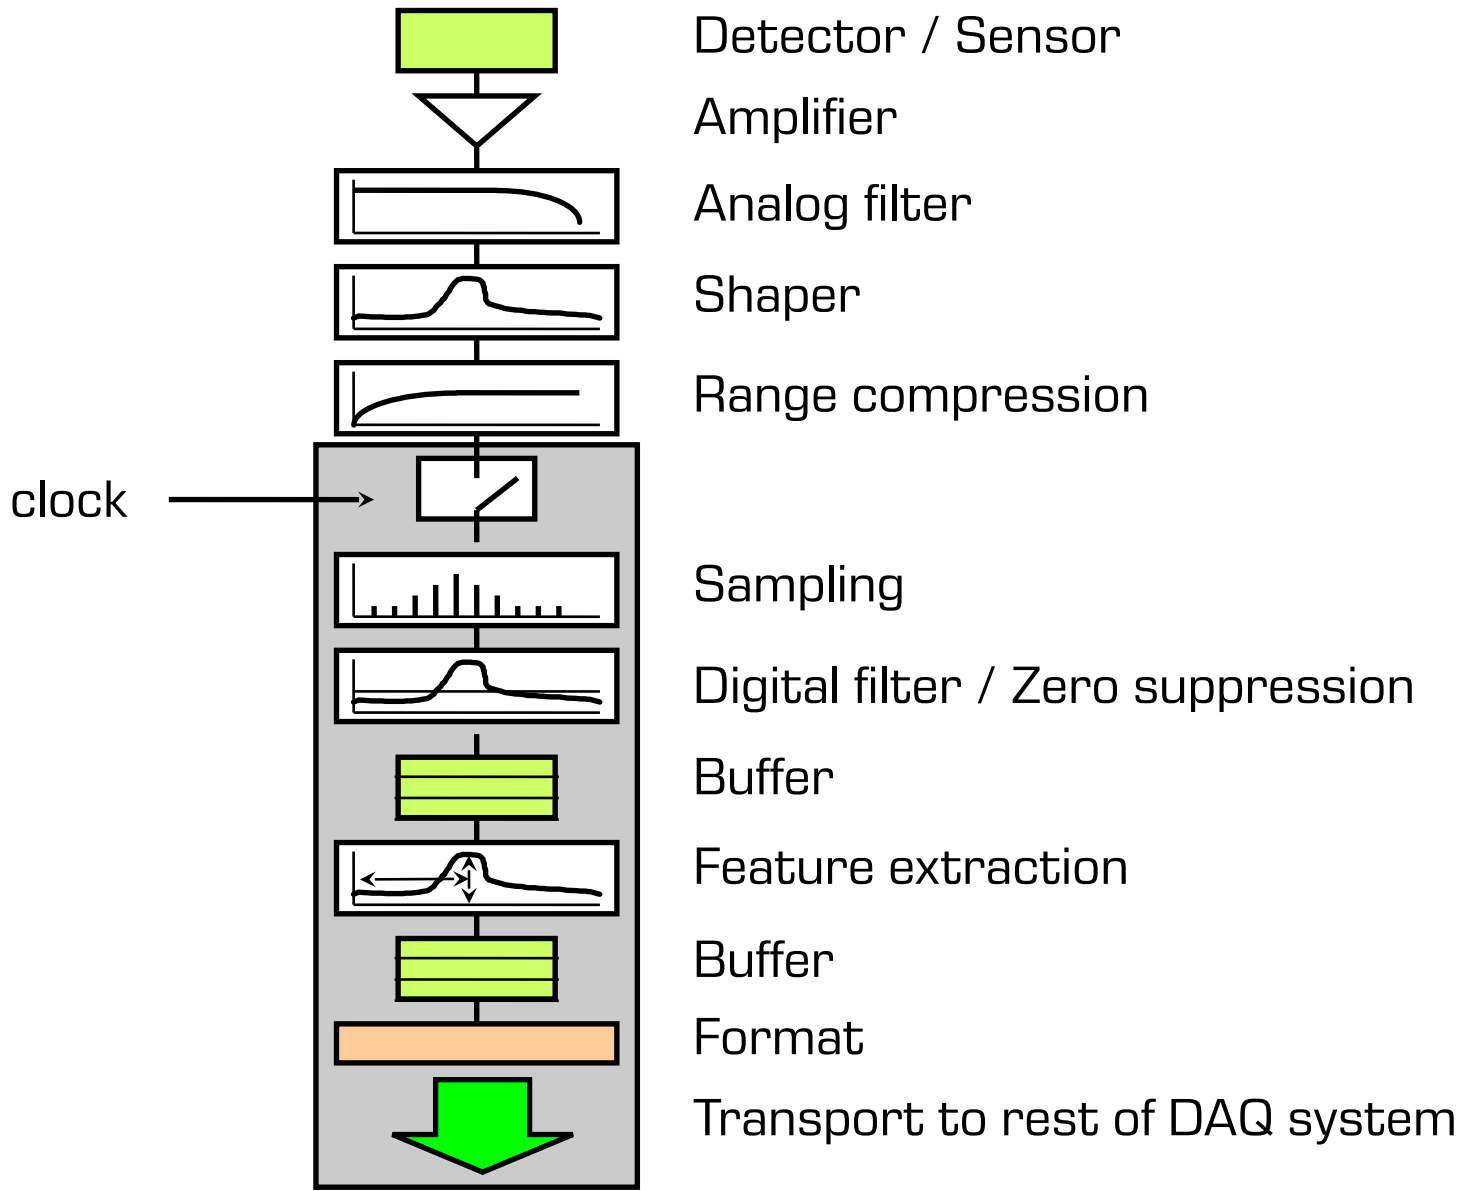 Detector / Sensor
Amplifier
Analog filter
Shaper
Range compression
clock
Sampling
Digital filter / Zero suppression
Buffer
Feature extraction
Buffer
Format
Transport to rest of DAQ system